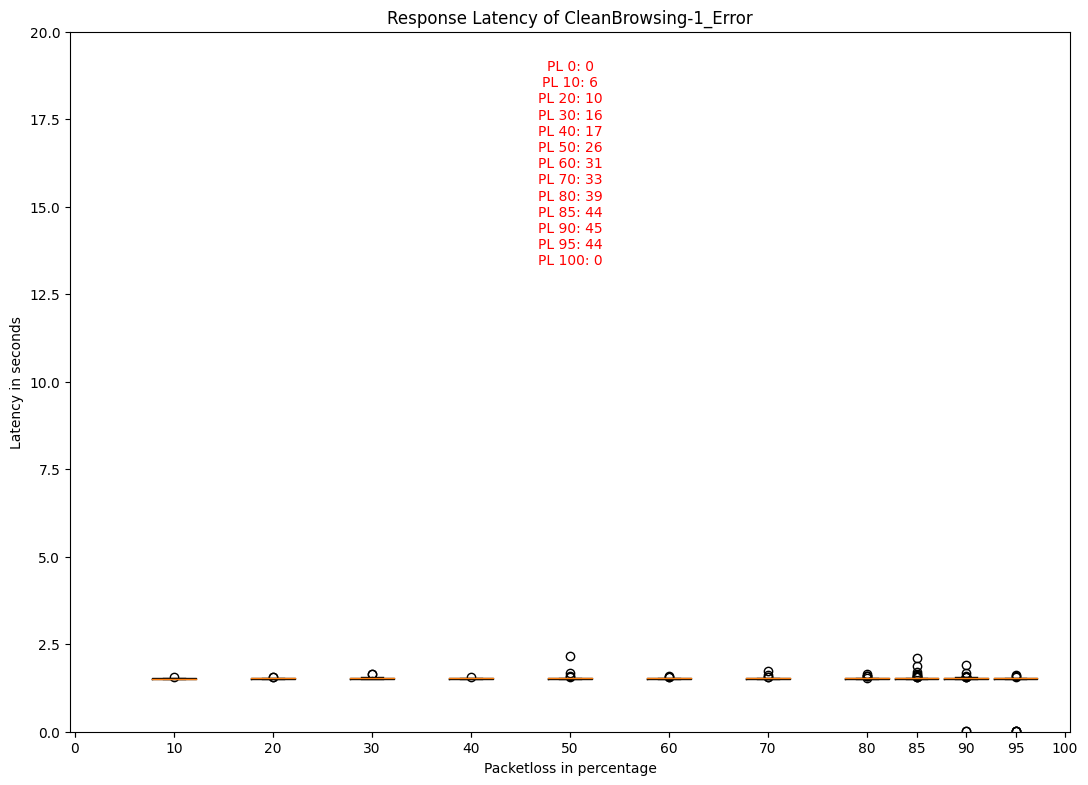 Response Latency of CleanBrowsing-1_Error
20.0
17.5
15.0
12.5
10.0
7.5
5.0
2.5
0.0
Latency in seconds
PL 0: 0
PL 10: 6
PL 20: 10
PL 30: 16
PL 40: 17
PL 50: 26
PL 60: 31
PL 70: 33
PL 80: 39
PL 85: 44
PL 90: 45
PL 95: 44
PL 100: 0
0 10 20 30 40 50 60 70 80 85 90 95 100
Packetloss in percentage